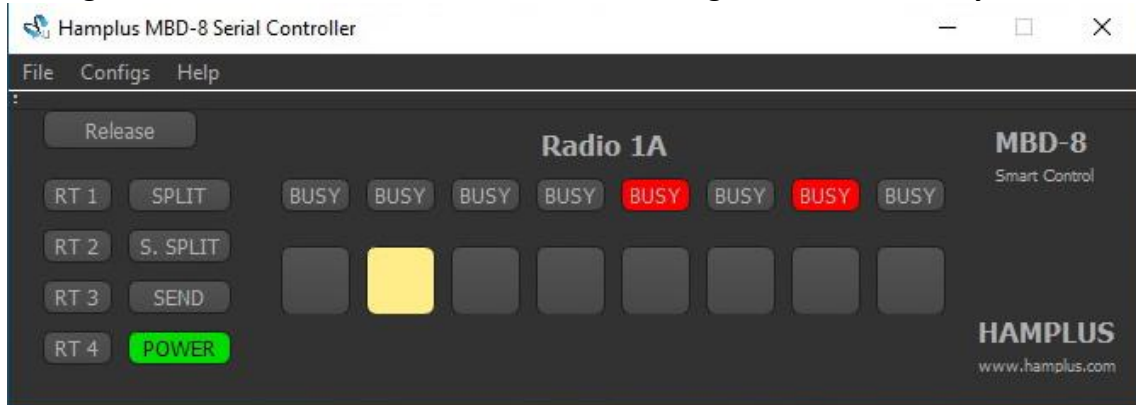 Hamplus MBD-8 Serial Controller
File Configs Help
:
Release
Radio 1A
MBD-8
Smart Control
RT 1 SPLIT BUSY BUSY BUSY BUSY BUSY BUSY BUSY BUSY
RT 2 S. SPLIT
RT 3 SEND
RT 4 POWER
HAMPLUS
www.hamplus.com